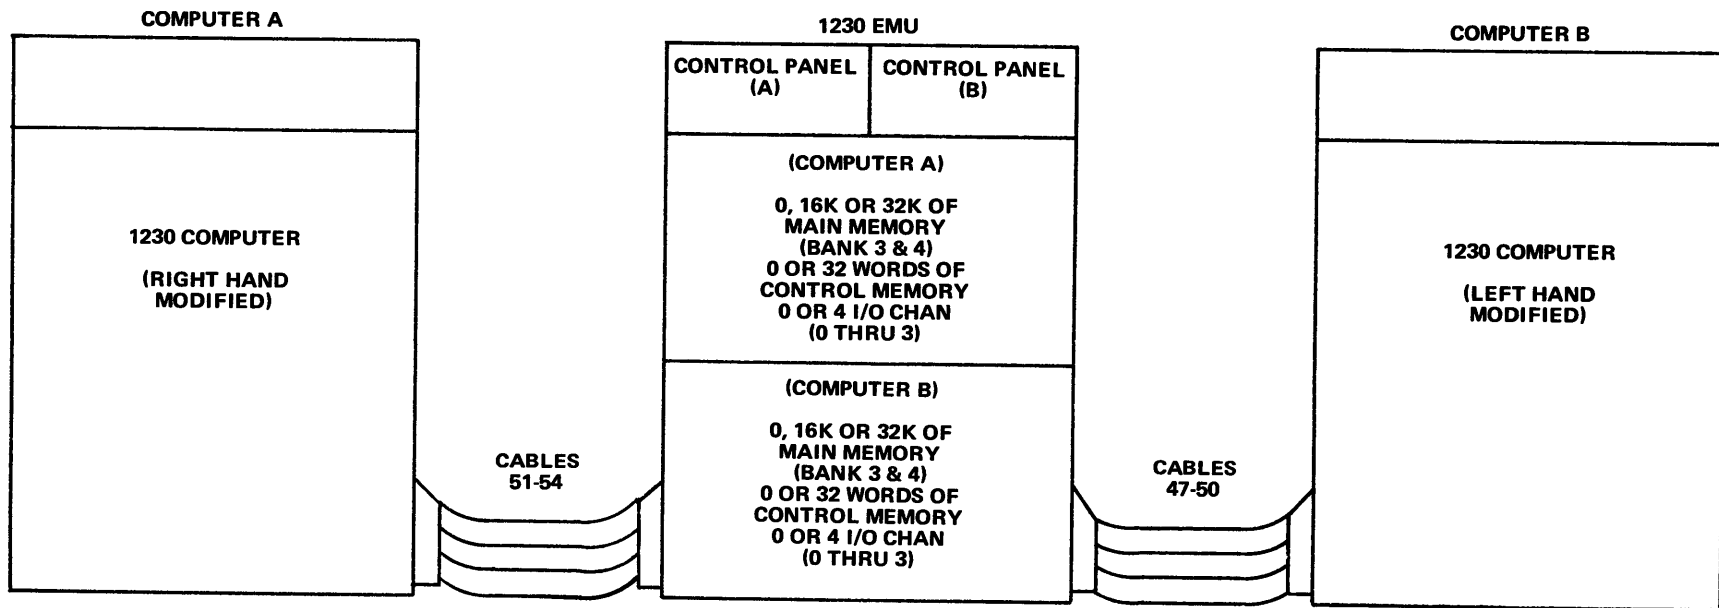 COMPUTER A
1230 COMPUTER
(RIGHT HAND
MODIFIED)
CABLES
51-54
1230 EMU
CONTROL PANEL
(A)
CONTROL PANEL
(B)
(COMPUTER A)
0, 16K OR 32K OF
MAIN MEMORY
(BANK 3 & 4)
0 OR 32 WORDS OF
CONTROL MEMORY
0 OR 4 I/O CHAN
(0 THRU 3)
(COMPUTER B)
0, 16K OR 32K OF
MAIN MEMORY
(BANK 3 & 4)
0 OR 32 WORDS OF
CONTROL MEMORY
0 OR 4 I/O CHAN
(0 THRU 3)
CABLES
47-50
COMPUTER B
1230 COMPUTER
(LEFT HAND
MODIFIED)